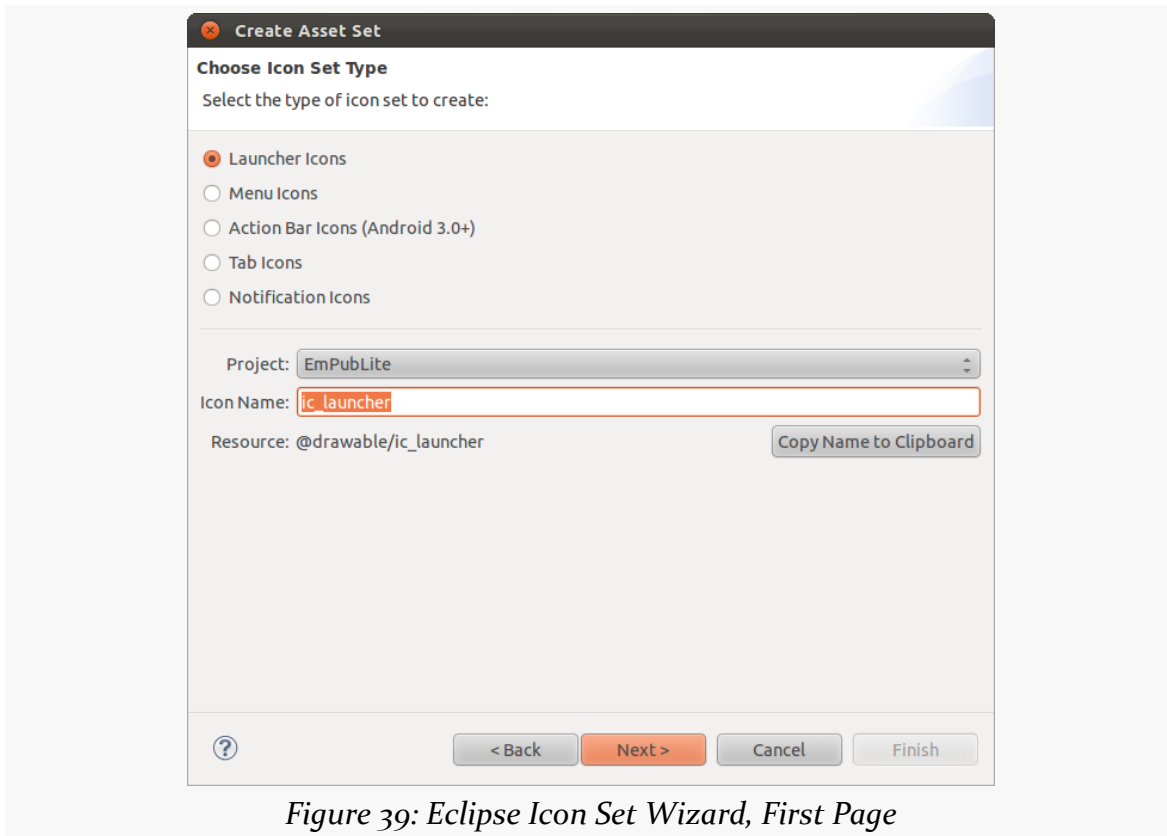 Create Asset Set
Choose Icon Set Type
Select the type of icon set to create:
Launcher Icons
Menu Icons
Action Bar Icons (Android 3.0+)
Tab Icons
Notification Icons
Project: EmPubLite
Icon Name: ic_launcher
Resource: @drawable/ic_launcher Copy Name to Clipboard
? < Back Next > Cancel Finish
Figure 39: Eclipse Icon Set Wizard, First Page